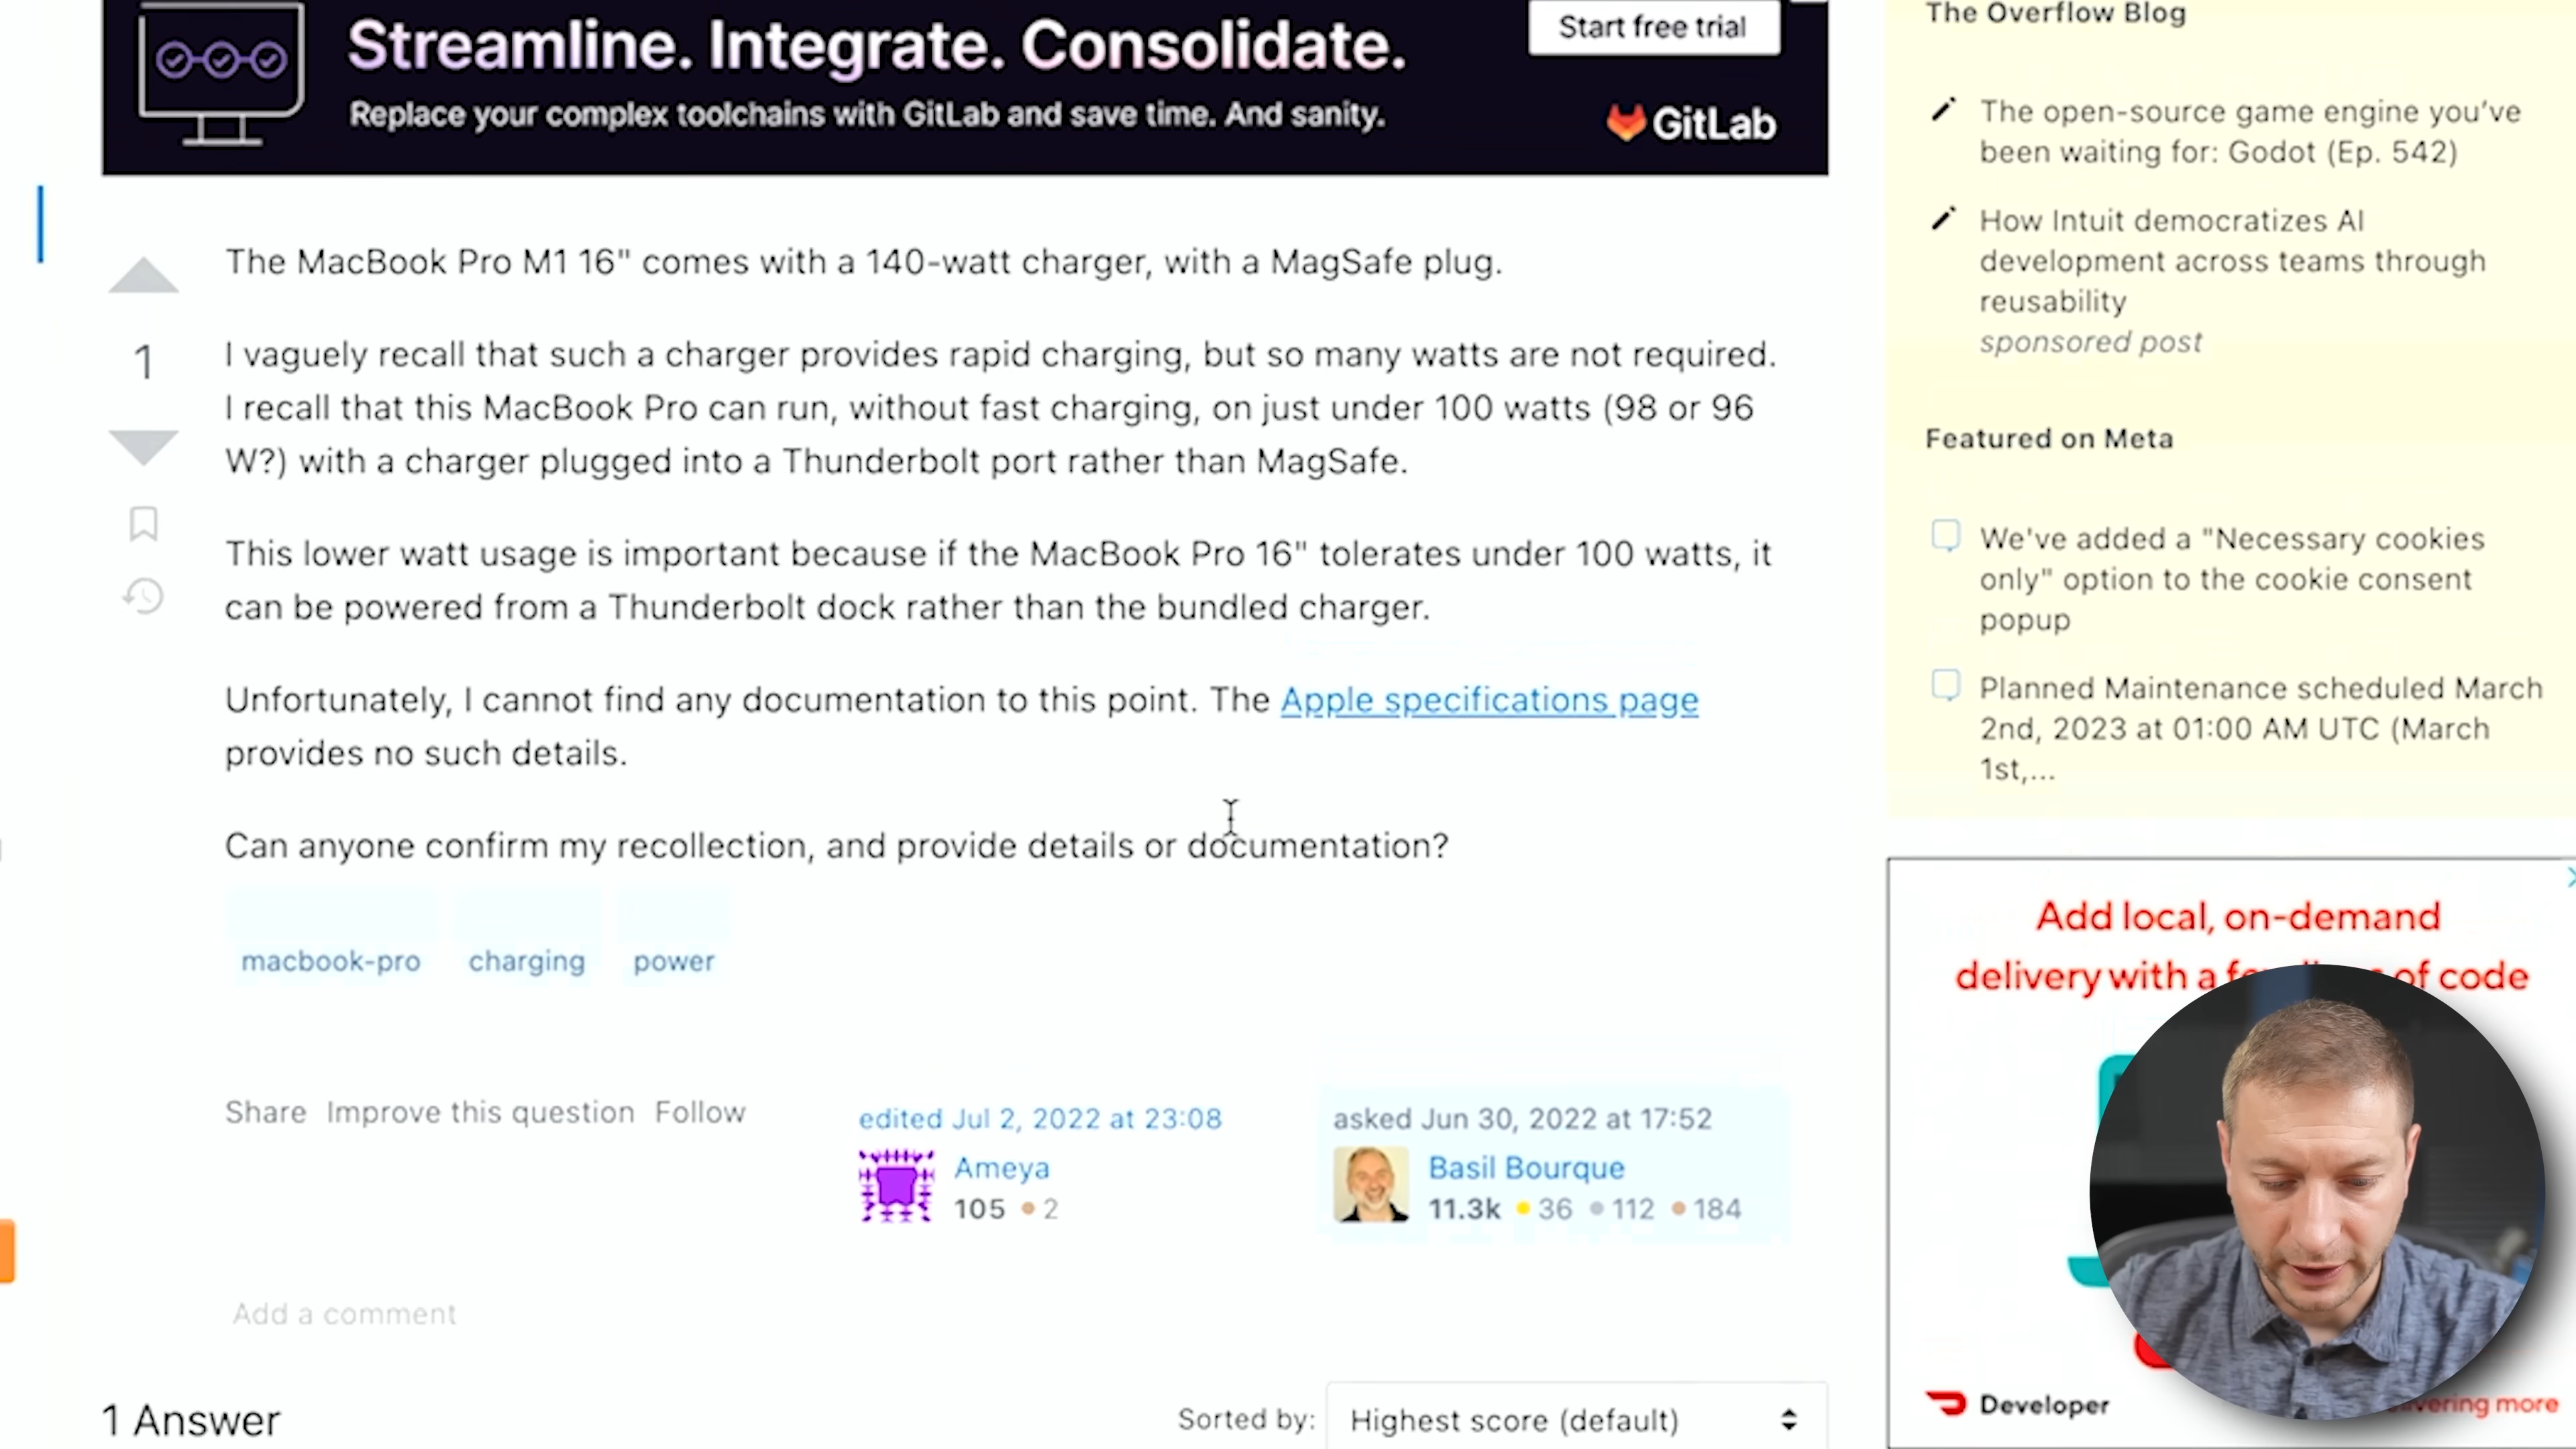 Streamline. Integrate. Consolidate.
Start free trial
Replace your complex toolchains with GitLab and save time. And sanity.
GitLab
The MacBook Pro M1 16" comes with a 140-watt charger, with a MagSafe plug.
1
I vaguely recall that such a charger provides rapid charging, but so many watts are not required.
I recall that this MacBook Pro can run, without fast charging, on just under 100 watts (98 or 96
W?) with a charger plugged into a Thunderbolt port rather than MagSafe.
This lower watt usage is important because if the MacBook Pro 16" tolerates under 100 watts, it
can be powered from a Thunderbolt dock rather than the bundled charger.
Unfortunately, I cannot find any documentation to this point. The Apple specifications page
provides no such details.
Can anyone confirm my recollection, and provide details or documentation?
macbook-pro charging power
Share Improve this question Follow
edited Jul 2, 2022 at 23:08
Ameya
105 2
asked Jun 30, 2022 at 17:52
Basil Bourque
11.3k 36 112 184
Add a comment
1 Answer
Sorted by:
Highest score (default)
The Overflow Blog
The open-source game engine you've
been waiting for: Godot (Ep. 542)
How Intuit democratizes AI
development across teams through
reusability
sponsored post
Featured on Meta
We've added a "Necessary cookies
only" option to the cookie consent
popup
Planned Maintenance scheduled March
2nd, 2023 at 01:00 AM UTC (March
1st,...
Add local, on-demand
delivery with a of code
Developer
more